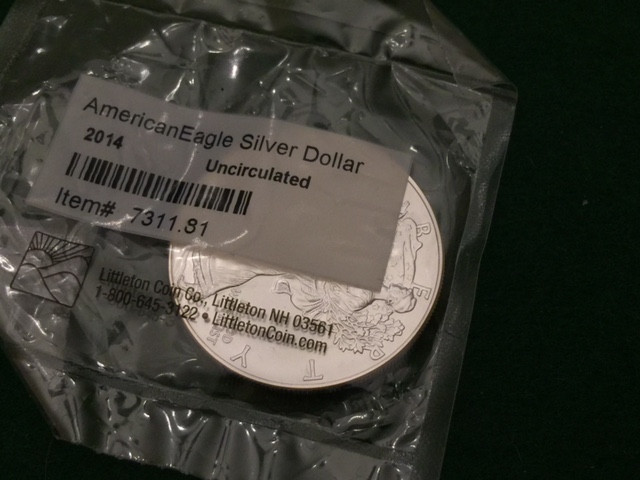 AmericanEagle Silver Dollar
2014
Uncirculated
Item# 7311.81
Littleton Coin Co., Littleton NH 03561
1-800-645-3122 • LittletonCoin.com